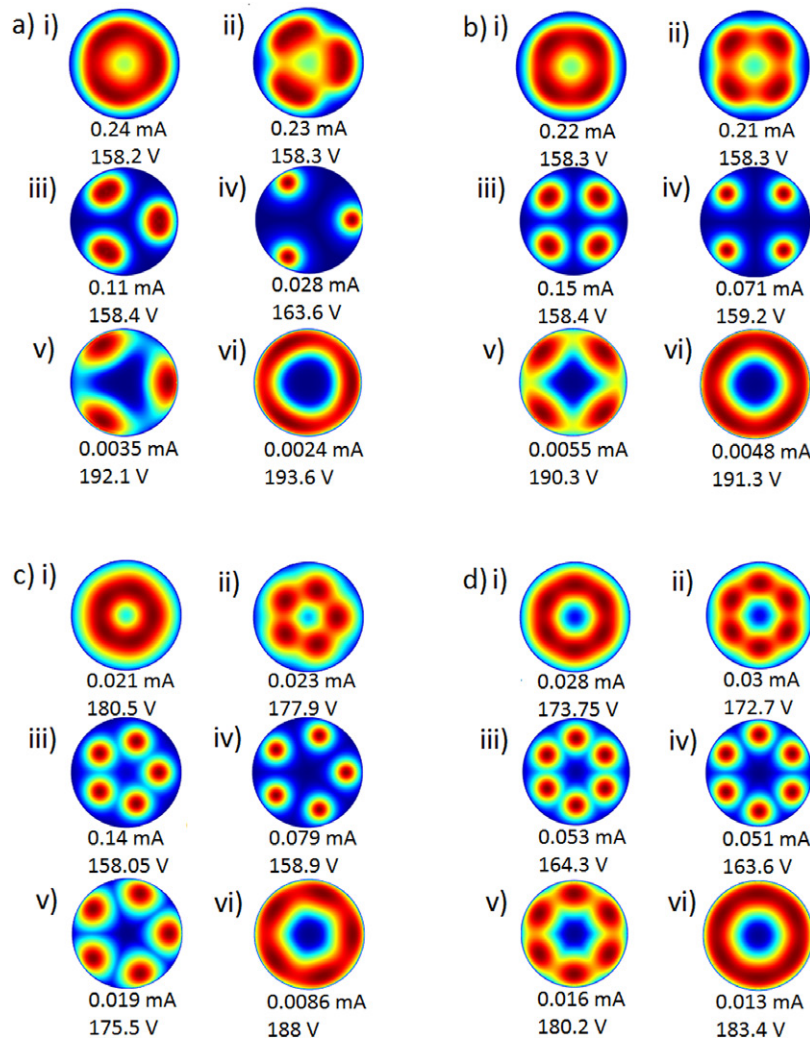 a) i)
ii)
0.24 mA
158.2 V
0.23 mA
158.3 V
iii)
iv)
0.11 mA
158.4 V
0.028 mA
163.6 V
v)
vi)
0.0035 mA
192.1 V
0.0024 mA
193.6 V
b) i)
ii)
0.22 mA
158.3 V
0.21 mA
158.3 V
iii)
iv)
0.15 mA
158.4 V
0.071 mA
159.2 V
v)
vi)
0.0055 mA
190.3 V
0.0048 mA
191.3 V
c) i)
ii)
0.021 mA
180.5 V
0.023 mA
177.9 V
iii)
iv)
0.14 mA
158.05 V
0.079 mA
158.9 V
v)
vi)
0.019 mA
175.5 V
0.0086 mA
188 V
d) i)
ii)
0.028 mA
173.75 V
0.03 mA
172.7 V
iii)
iv)
0.053 mA
164.3 V
0.051 mA
163.6 V
v)
vi)
0.016 mA
180.2 V
0.013 mA
183.4 V